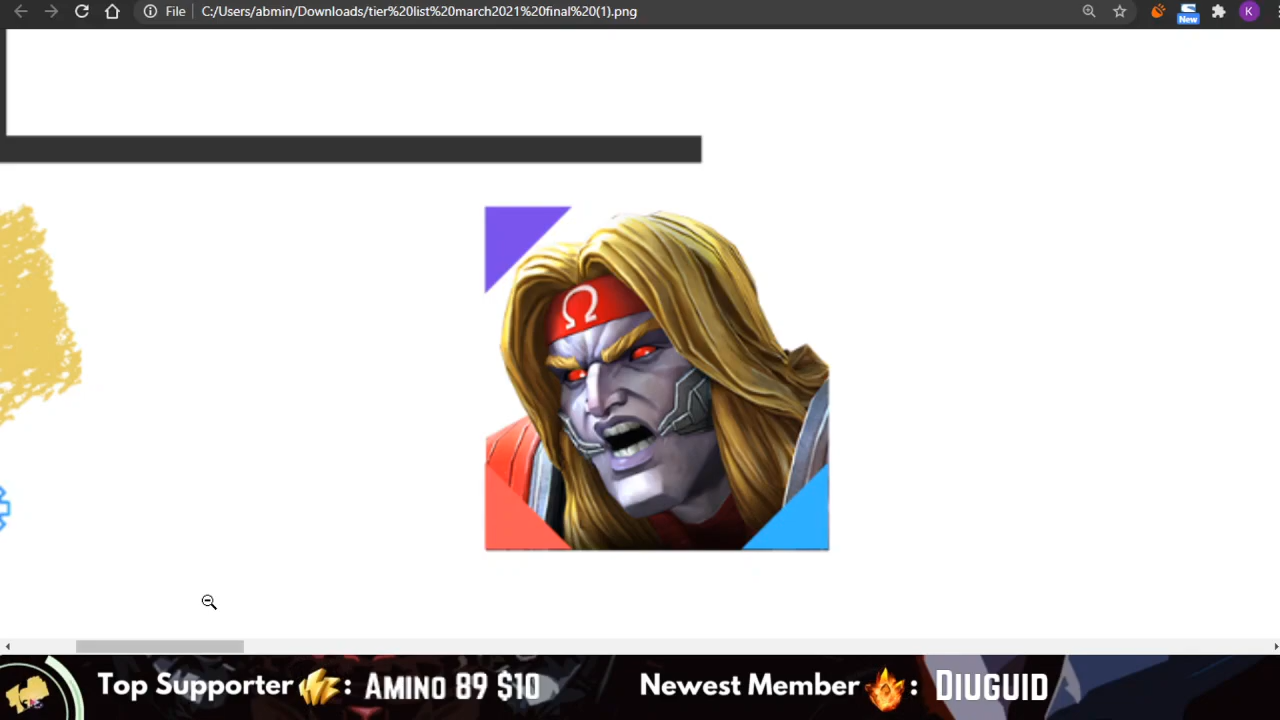 File C:/Users/abmin/Downloads/tier%20list%20march2021%20final%20(1).png
New
K
Ω
Top Supporter : Amino 89 $10
Newest Member : Diuguid